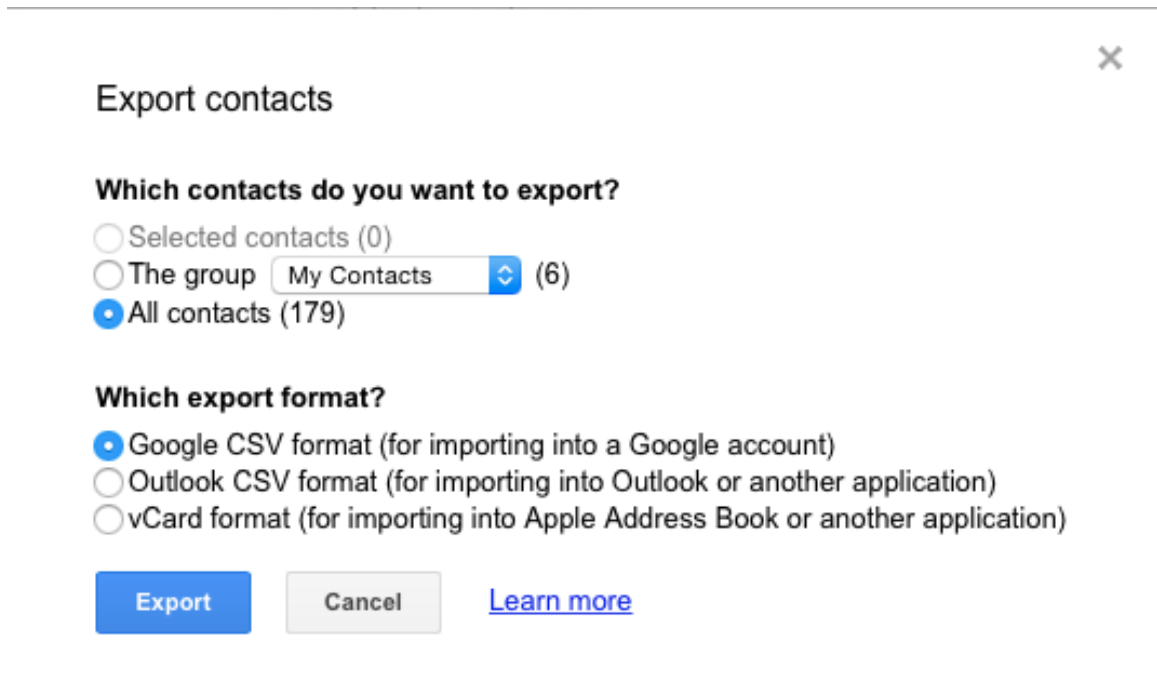 Export contacts
Which contacts do you want to export?
Selected contacts (0)
The group My Contacts (6)
All contacts (179)
Which export format?
Google CSV format (for importing into a Google account)
Outlook CSV format (for importing into Outlook or another application)
vCard format (for importing into Apple Address Book or another application)
Export Cancel Learn more